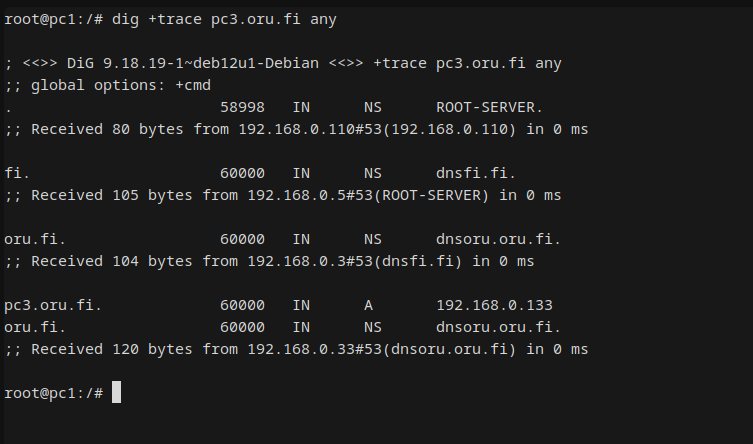 root@pc1:/# dig +trace pc3.oru.fi any
; <<>> DiG 9.18.19-1~deb12u1-Debian <<>> +trace pc3.oru.fi any
;; global options: +cmd
. 58998 IN NS ROOT-SERVER.
;; Received 80 bytes from 192.168.0.110#53(192.168.0.110) in 0 ms
fi. 60000 IN NS dnsfi.fi.
;; Received 105 bytes from 192.168.0.5#53(ROOT-SERVER) in 0 ms
oru.fi. 60000 IN NS dnsoru.oru.fi.
;; Received 104 bytes from 192.168.0.3#53(dnsfi.fi) in 0 ms
pc3.oru.fi. 60000 IN A 192.168.0.133
oru.fi. 60000 IN NS dnsoru.oru.fi.
;; Received 120 bytes from 192.168.0.33#53(dnsoru.oru.fi) in 0 ms
root@pc1:/#